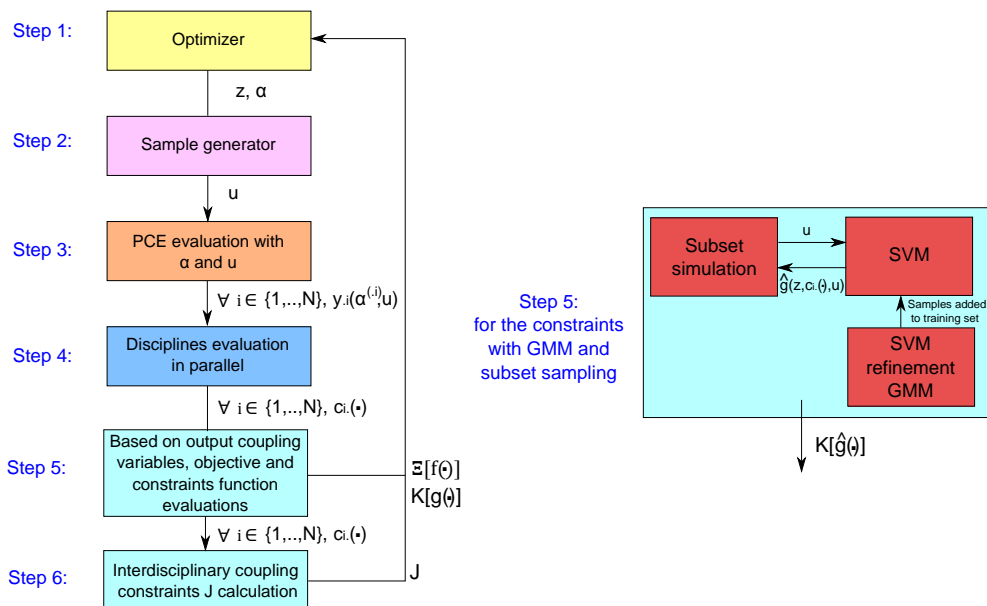 Step 1:
Optimizer
z, α
Step 2:
Sample generator
u
Step 3:
PCE evaluation with
α and u
∀ i ∈ {1,..,N}, y.i(α^(.i),u)
Step 4:
Disciplines evaluation
in parallel
∀ i ∈ {1,..,N}, ci.(·)
Step 5:
Based on output coupling
variables, objective and
constraints function
evaluations
Ξ[f(·)]
K[g(·)]
∀ i ∈ {1,..,N}, ci.(·)
Step 6:
Interdisciplinary coupling
constraints J calculation
J
Step 5:
for the constraints
with GMM and
subset sampling
Subset
simulation
u
ĝ(z,ci.(·),u)
SVM
Samples added
to training set
SVM
refinement
GMM
K[ĝ(·)]